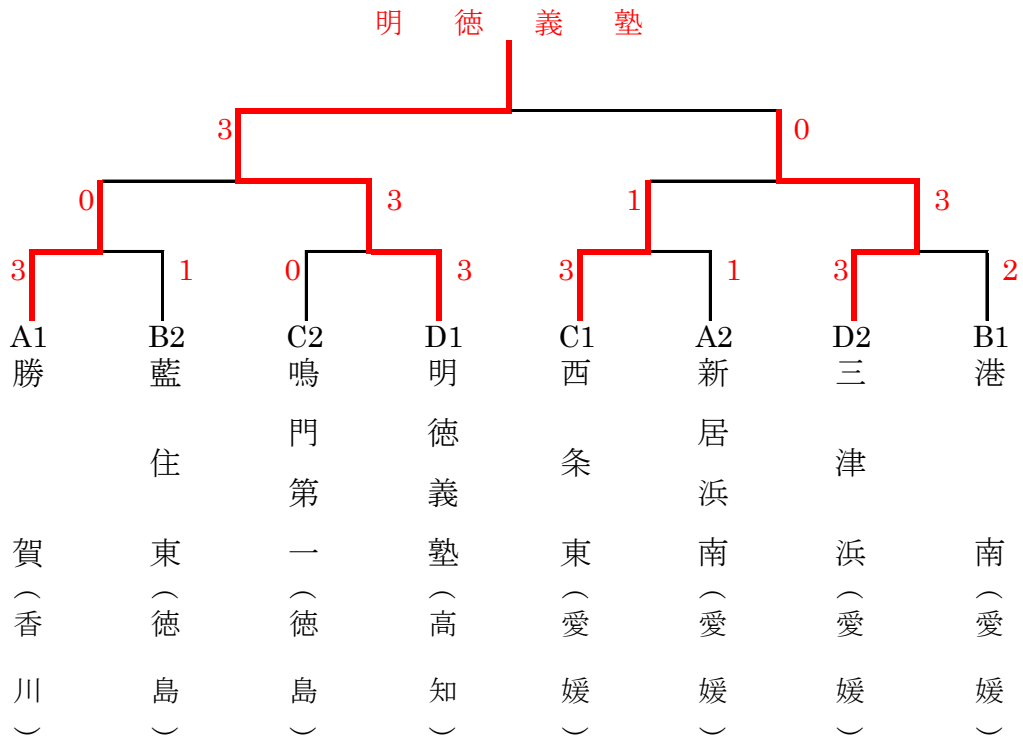 明徳義塾
3 0
0 3 1 3
3 1 0 3 3 1 3 2
A1 B2 C2 D1 C1 A2 D2 B1
勝賀(香川)
藍住東(徳島)
鳴門第一(徳島)
明徳義塾(高知)
西条東(愛媛)
新居浜南(愛媛)
三津浜(愛媛)
港南(愛媛)